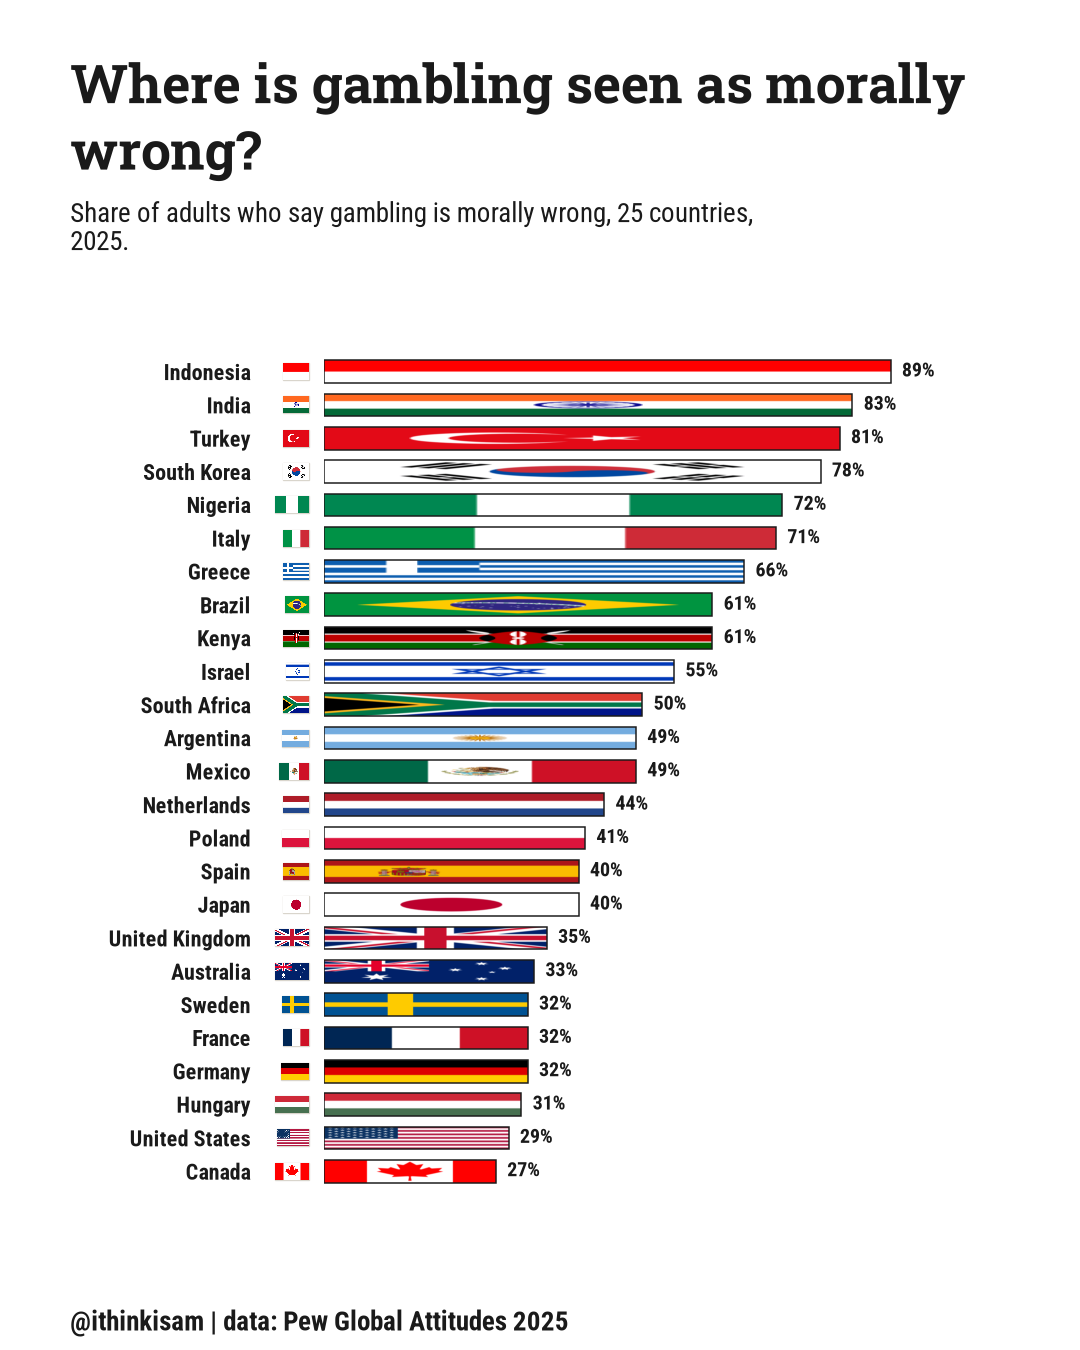 Where is gambling seen as morally
wrong?
Share of adults who say gambling is morally wrong, 25 countries,
2025.
Indonesia 89%
India 83%
Turkey 81%
South Korea 78%
Nigeria 72%
Italy 71%
Greece 66%
Brazil 61%
Kenya 61%
Israel 55%
South Africa 50%
Argentina 49%
Mexico 49%
Netherlands 44%
Poland 41%
Spain 40%
Japan 40%
United Kingdom 35%
Australia 33%
Sweden 32%
France 32%
Germany 32%
Hungary 31%
United States 29%
Canada 27%
@ithinkisam | data: Pew Global Attitudes 2025